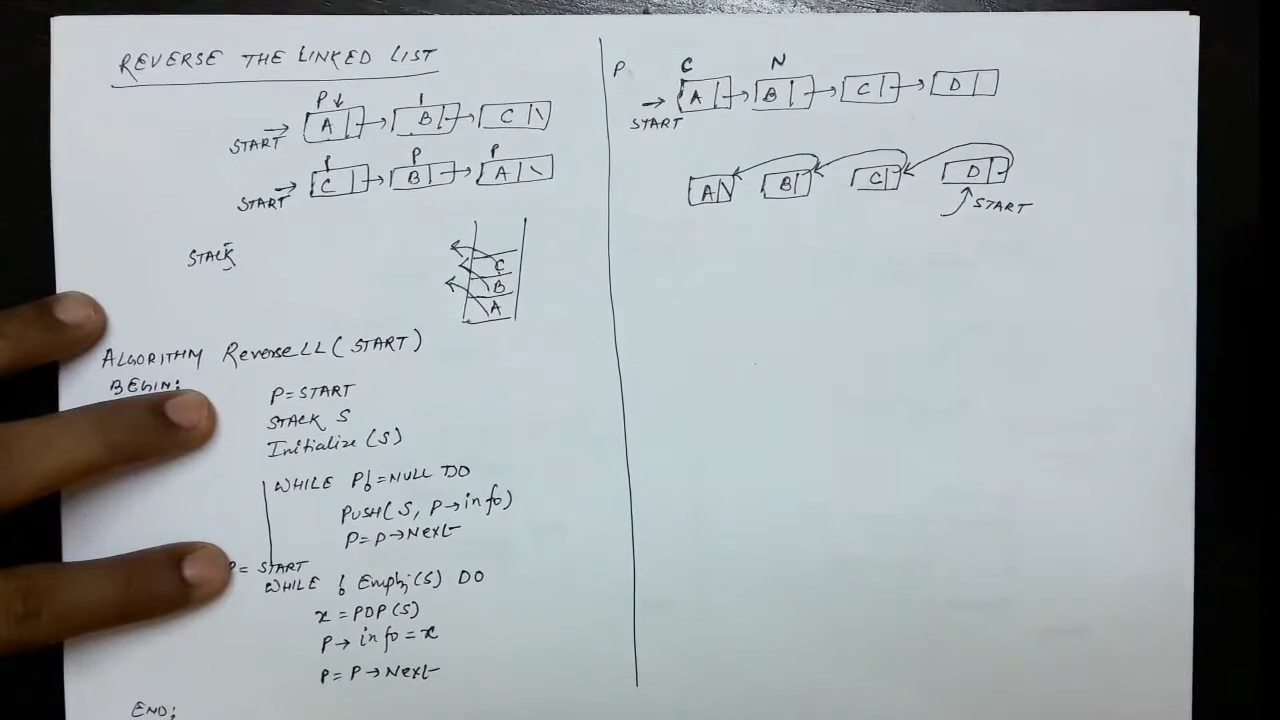 REVERSE THE LINKED LIST
P
START A B C
P P P
START C B A
STACK
C
B
A
ALGORITHM ReverseLL(START)
BEGIN:
P=START
STACK S
Initialize(S)
WHILE P!=NULL DO
PUSH(S, P→info)
P=P→Next
P= START
WHILE ! Empty(S) DO
x=POP(S)
P→info=x
P=P→Next
END;
P C N
START A B C D
A B C D
START